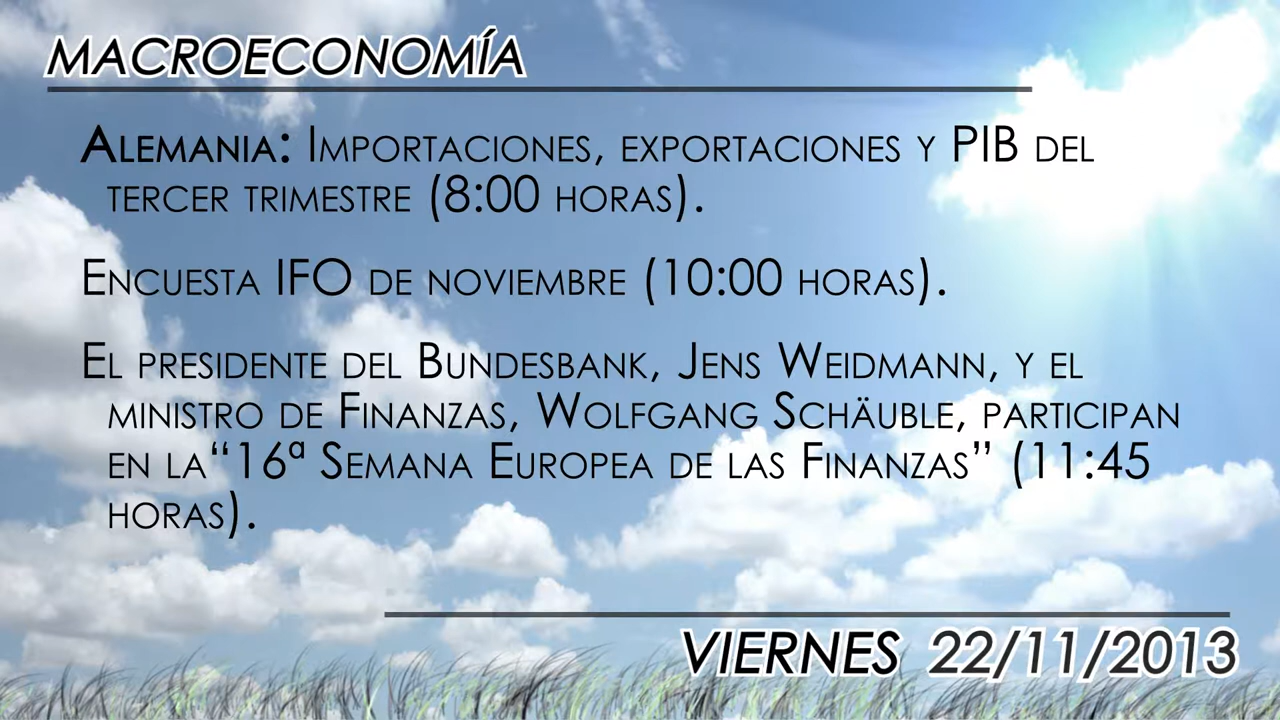 MACROECONOMÍA
Alemania: Importaciones, exportaciones y PIB del
tercer trimestre (8:00 horas).
Encuesta IFO de noviembre (10:00 horas).
El presidente del Bundesbank, Jens Weidmann, y el
ministro de Finanzas, Wolfgang Schäuble, participan
en la“16ª Semana Europea de las Finanzas” (11:45
horas).
VIERNES 22/11/2013